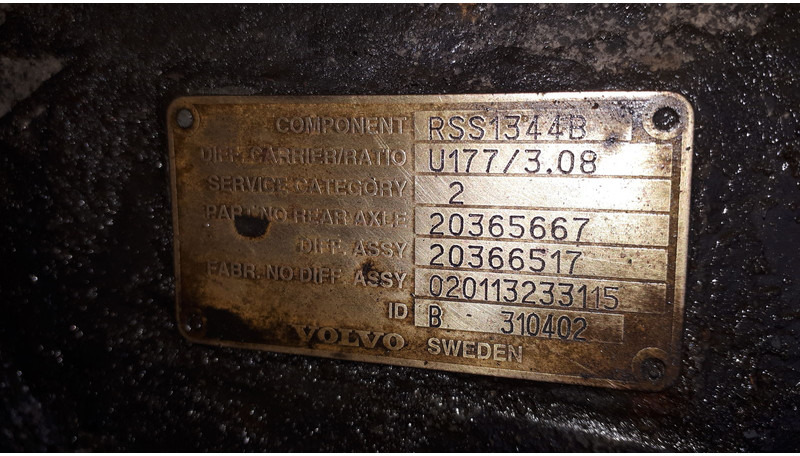 COMPONENT RSS1344B
DIFF. CARRIER/RATIO U177/3.08
SERVICE CATEGORY 2
PART NO REAR AXLE 20365667
DIFF. ASSY 20366517
FABR. NO DIFF. ASSY 020113233115
ID B 310402
VOLVO SWEDEN